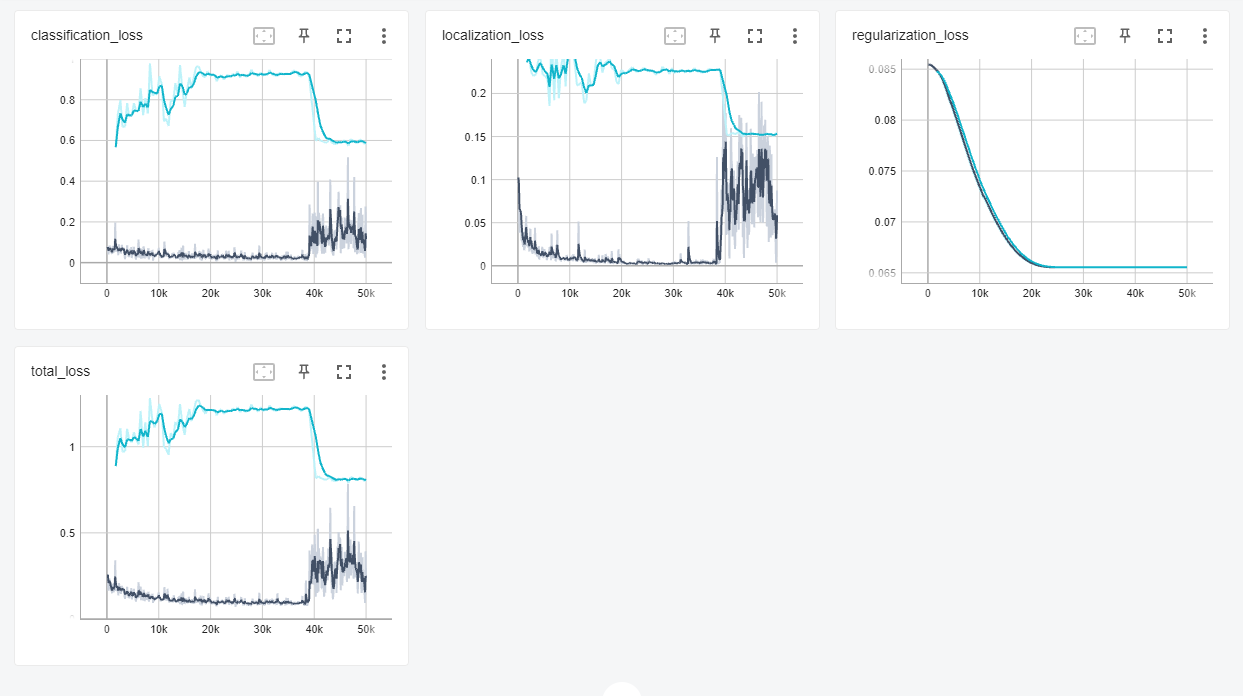 classification_loss
0.8
0.6
0.4
0.2
0
0 10k 20k 30k 40k 50k
localization_loss
0.2
0.15
0.1
0.05
0
0 10k 20k 30k 40k 50k
regularization_loss
0.085
0.08
0.075
0.07
0.065
0 10k 20k 30k 40k 50k
total_loss
1
0.5
0 10k 20k 30k 40k 50k